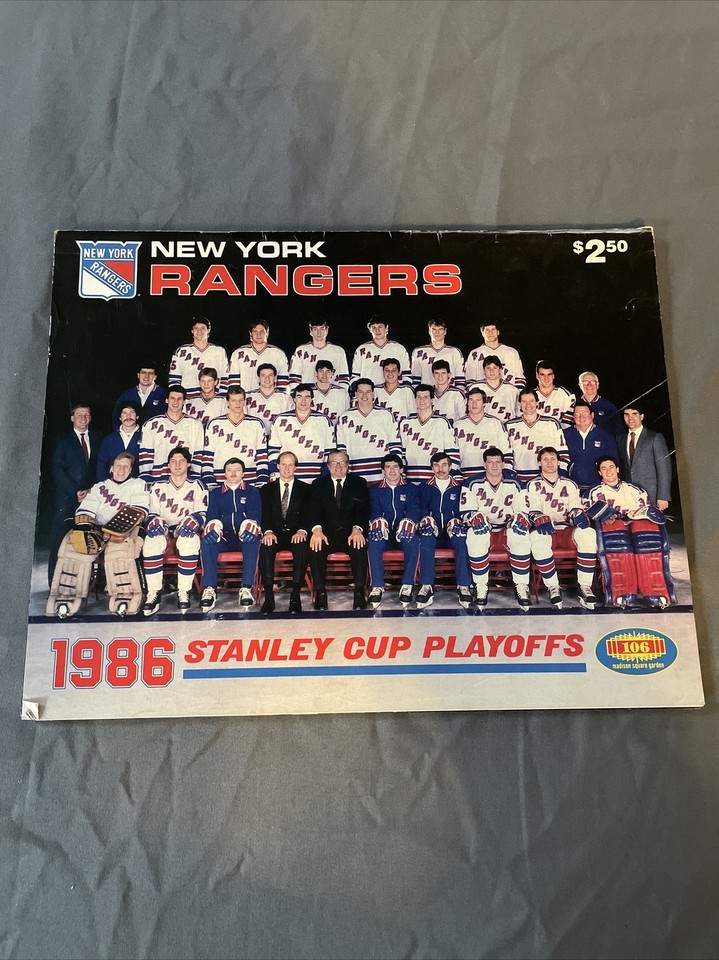 NEW YORK
RANGERS
NEW YORK
RANGERS
$2.50
1986 STANLEY CUP PLAYOFFS
106
madison square garden